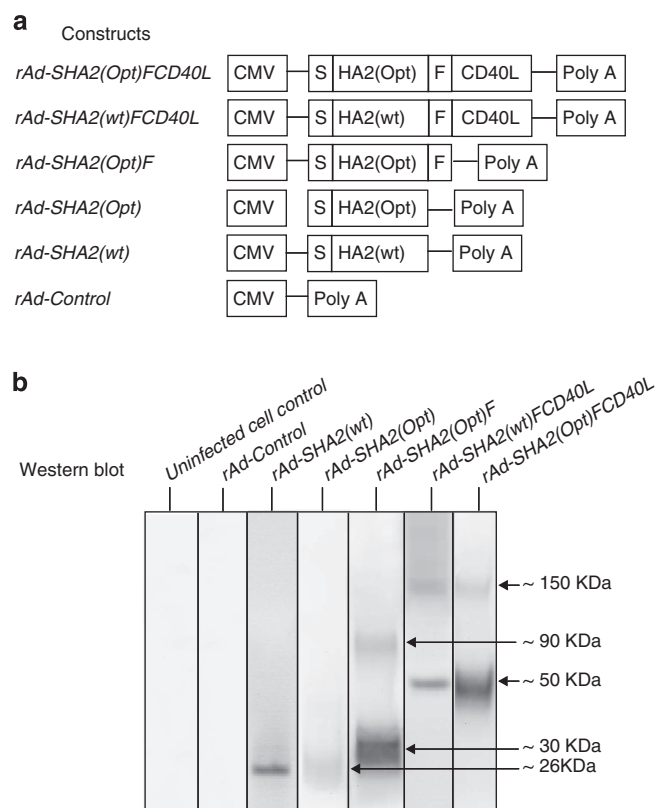 a
Constructs
rAd-SHA2(Opt)FCD40L CMV S HA2(Opt) F CD40L Poly A
rAd-SHA2(wt)FCD40L CMV S HA2(wt) F CD40L Poly A
rAd-SHA2(Opt)F CMV S HA2(Opt) F Poly A
rAd-SHA2(Opt) CMV S HA2(Opt) Poly A
rAd-SHA2(wt) CMV S HA2(wt) Poly A
rAd-Control CMV Poly A
b
Western blot
Uninfected cell control
rAd-Control
rAd-SHA2(wt)
rAd-SHA2(Opt)
rAd-SHA2(Opt)F
rAd-SHA2(wt)FCD40L
rAd-SHA2(Opt)FCD40L
~ 150 KDa
~ 90 KDa
~ 50 KDa
~ 30 KDa
~ 26KDa